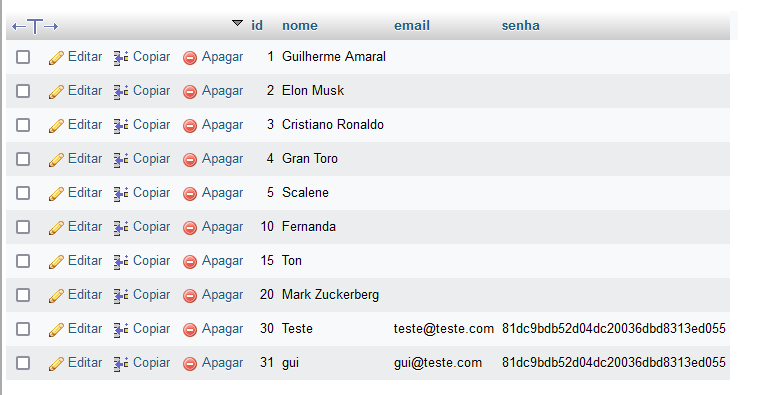 id nome email senha
Editar Copiar Apagar 1 Guilherme Amaral
Editar Copiar Apagar 2 Elon Musk
Editar Copiar Apagar 3 Cristiano Ronaldo
Editar Copiar Apagar 4 Gran Toro
Editar Copiar Apagar 5 Scalene
Editar Copiar Apagar 10 Fernanda
Editar Copiar Apagar 15 Ton
Editar Copiar Apagar 20 Mark Zuckerberg
Editar Copiar Apagar 30 Teste teste@teste.com 81dc9bdb52d04dc20036dbd8313ed055
Editar Copiar Apagar 31 gui gui@teste.com 81dc9bdb52d04dc20036dbd8313ed055